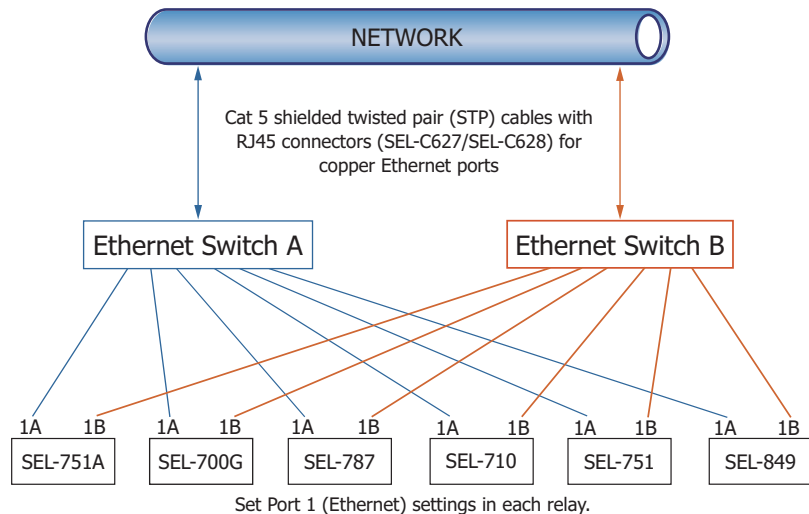 NETWORK
Cat 5 shielded twisted pair (STP) cables with
RJ45 connectors (SEL-C627/SEL-C628) for
copper Ethernet ports
Ethernet Switch A
Ethernet Switch B
1A 1B 1A 1B 1A 1B 1A 1B 1A 1B 1A 1B
SEL-751A SEL-700G SEL-787 SEL-710 SEL-751 SEL-849
Set Port 1 (Ethernet) settings in each relay.